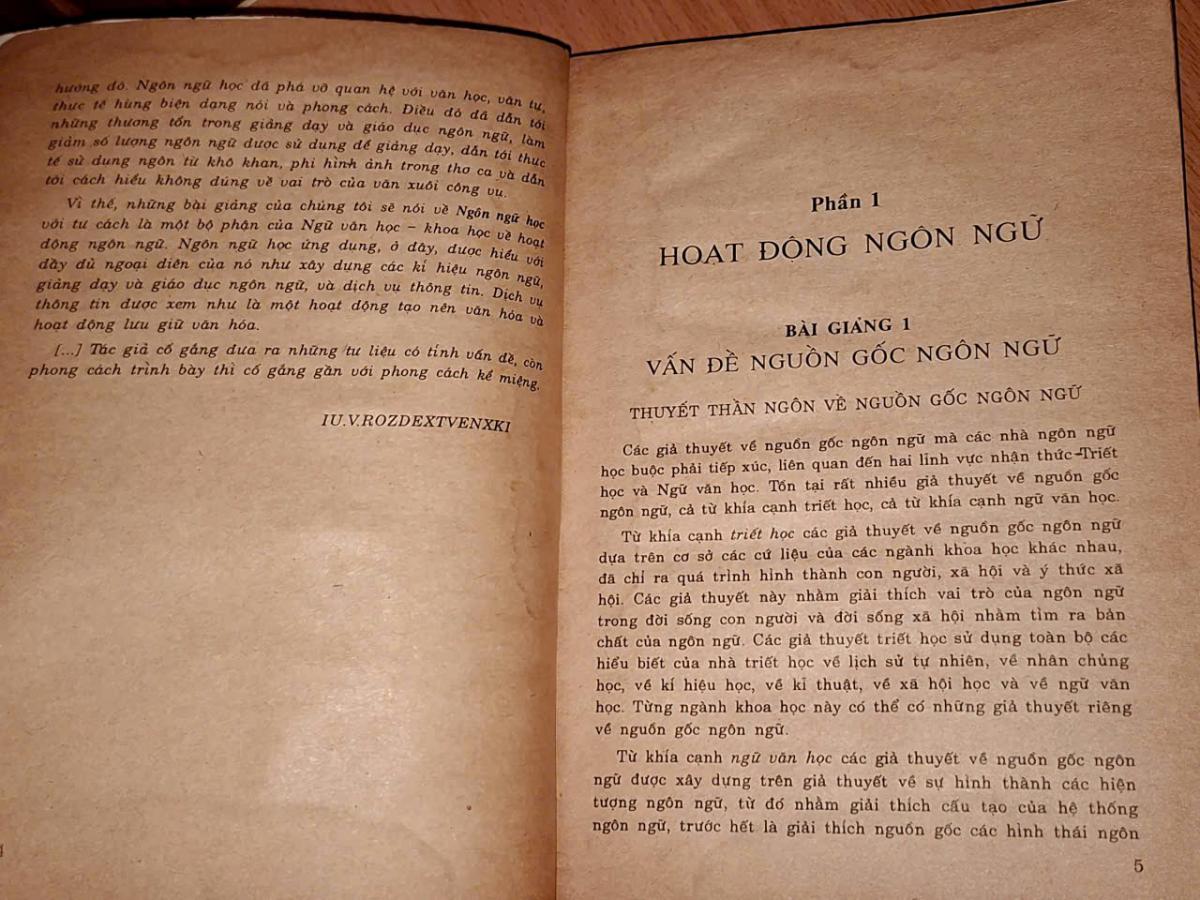 hướng đó. Ngôn ngữ học đã phá vỡ quan hệ với văn học, văn tự,
thực tế hùng biện dạng nói và phong cách. Điều đó đã dẫn tới
những thương tổn trong giảng dạy và giáo dục ngôn ngữ, làm
giảm số lượng ngôn ngữ được sử dụng để giảng dạy, dẫn tới thực
tế sử dụng ngôn từ khô khan, phi hình ảnh trong thơ ca và dẫn
tới cách hiểu không đúng về vai trò của văn xuôi công vụ.
Vì thế, những bài giảng của chúng tôi sẽ nói về Ngôn ngữ học
với tư cách là một bộ phận của Ngữ văn học – khoa học về hoạt
động ngôn ngữ. Ngôn ngữ học ứng dụng, ở đây, được hiểu với
đầy đủ ngoại diên của nó như xây dựng các kí hiệu ngôn ngữ,
giảng dạy và giáo dục ngôn ngữ, và dịch vụ thông tin. Dịch vụ
thông tin được xem như là một hoạt động tạo nên văn hóa và
hoạt động lưu giữ văn hóa.
[...] Tác giả cố gắng đưa ra những tư liệu có tính vấn đề, còn
phong cách trình bày thì cố gắng gần với phong cách kể miệng.
IU.V.ROZDEXTVENXKI
4
Phần 1
HOẠT ĐỘNG NGÔN NGỮ
BÀI GIẢNG 1
VẤN ĐỀ NGUỒN GỐC NGÔN NGỮ
THUYẾT THẦN NGÔN VỀ NGUỒN GỐC NGÔN NGỮ
Các giả thuyết về nguồn gốc ngôn ngữ mà các nhà ngôn ngữ
học buộc phải tiếp xúc, liên quan đến hai lĩnh vực nhận thức-Triết
học và Ngữ văn học. Tồn tại rất nhiều giả thuyết về nguồn gốc
ngôn ngữ, cả từ khía cạnh triết học, cả từ khía cạnh ngữ văn học.
Từ khía cạnh triết học các giả thuyết về nguồn gốc ngôn ngữ
dựa trên cơ sở các cứ liệu của các ngành khoa học khác nhau,
đã chỉ ra quá trình hình thành con người, xã hội và ý thức xã
hội. Các giả thuyết này nhằm giải thích vai trò của ngôn ngữ
trong đời sống con người và đời sống xã hội nhằm tìm ra bản
chất của ngôn ngữ. Các giả thuyết triết học sử dụng toàn bộ các
hiểu biết của nhà triết học về lịch sử tự nhiên, về nhân chủng
học, về kí hiệu học, về kĩ thuật, về xã hội học và về ngữ văn
học. Từng ngành khoa học này có thể có những giả thuyết riêng
về nguồn gốc ngôn ngữ.
Từ khía cạnh ngữ văn học các giả thuyết về nguồn gốc ngôn
ngữ được xây dựng trên giả thuyết về sự hình thành các hiện
tượng ngôn ngữ, từ đó nhằm giải thích cấu tạo của hệ thống
ngôn ngữ, trước hết là giải thích nguồn gốc các hình thái ngôn
5